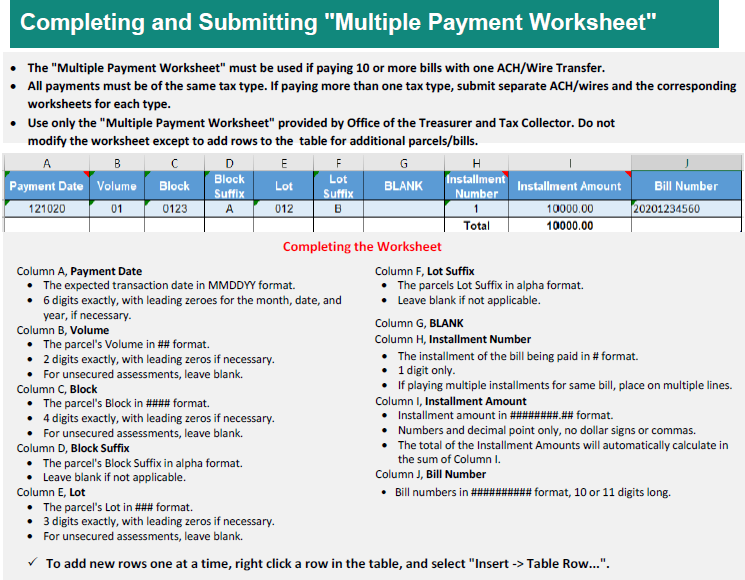 Completing and Submitting "Multiple Payment Worksheet"
• The "Multiple Payment Worksheet" must be used if paying 10 or more bills with one ACH/Wire Transfer.
• All payments must be of the same tax type. If paying more than one tax type, submit separate ACH/wires and the corresponding
worksheets for each type.
• Use only the "Multiple Payment Worksheet" provided by Office of the Treasurer and Tax Collector. Do not
modify the worksheet except to add rows to the table for additional parcels/bills.
A B C D E F G H I J
Payment Date Volume Block Block Suffix Lot Lot Suffix BLANK Installment Number Installment Amount Bill Number
121020 01 0123 A 012 B 1 10000.00 20201234560
Total 10000.00
Completing the Worksheet
Column A, Payment Date
• The expected transaction date in MMDDYY format.
• 6 digits exactly, with leading zeroes for the month, date, and
year, if necessary.
Column B, Volume
• The parcel's Volume in ## format.
• 2 digits exactly, with leading zeros if necessary.
• For unsecured assessments, leave blank.
Column C, Block
• The parcel's Block in #### format.
• 4 digits exactly, with leading zeros if necessary.
• For unsecured assessments, leave blank.
Column D, Block Suffix
• The parcel's Block Suffix in alpha format.
• Leave blank if not applicable.
Column E, Lot
• The parcel's Lot in ### format.
• 3 digits exactly, with leading zeros if necessary.
• For unsecured assessments, leave blank.
Column F, Lot Suffix
• The parcels Lot Suffix in alpha format.
• Leave blank if not applicable.
Column G, BLANK
Column H, Installment Number
• The installment of the bill being paid in # format.
• 1 digit only.
• If playing multiple installments for same bill, place on multiple lines.
Column I, Installment Amount
• Installment amount in ########.## format.
• Numbers and decimal point only, no dollar signs or commas.
• The total of the Installment Amounts will automatically calculate in
the sum of Column I.
Column J, Bill Number
• Bill numbers in ########## format, 10 or 11 digits long.
✓ To add new rows one at a time, right click a row in the table, and select "Insert -> Table Row...".